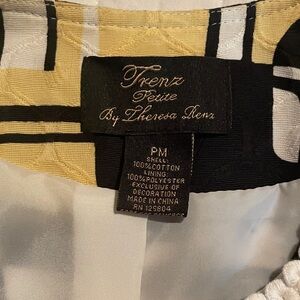 Trenz
Petite
By Theresa Renz
PM
SHELL:
100%COTTON
LINING:
100%POLYESTER
EXCLUSIVE OF
DECORATION
MADE IN CHINA
RN 125804